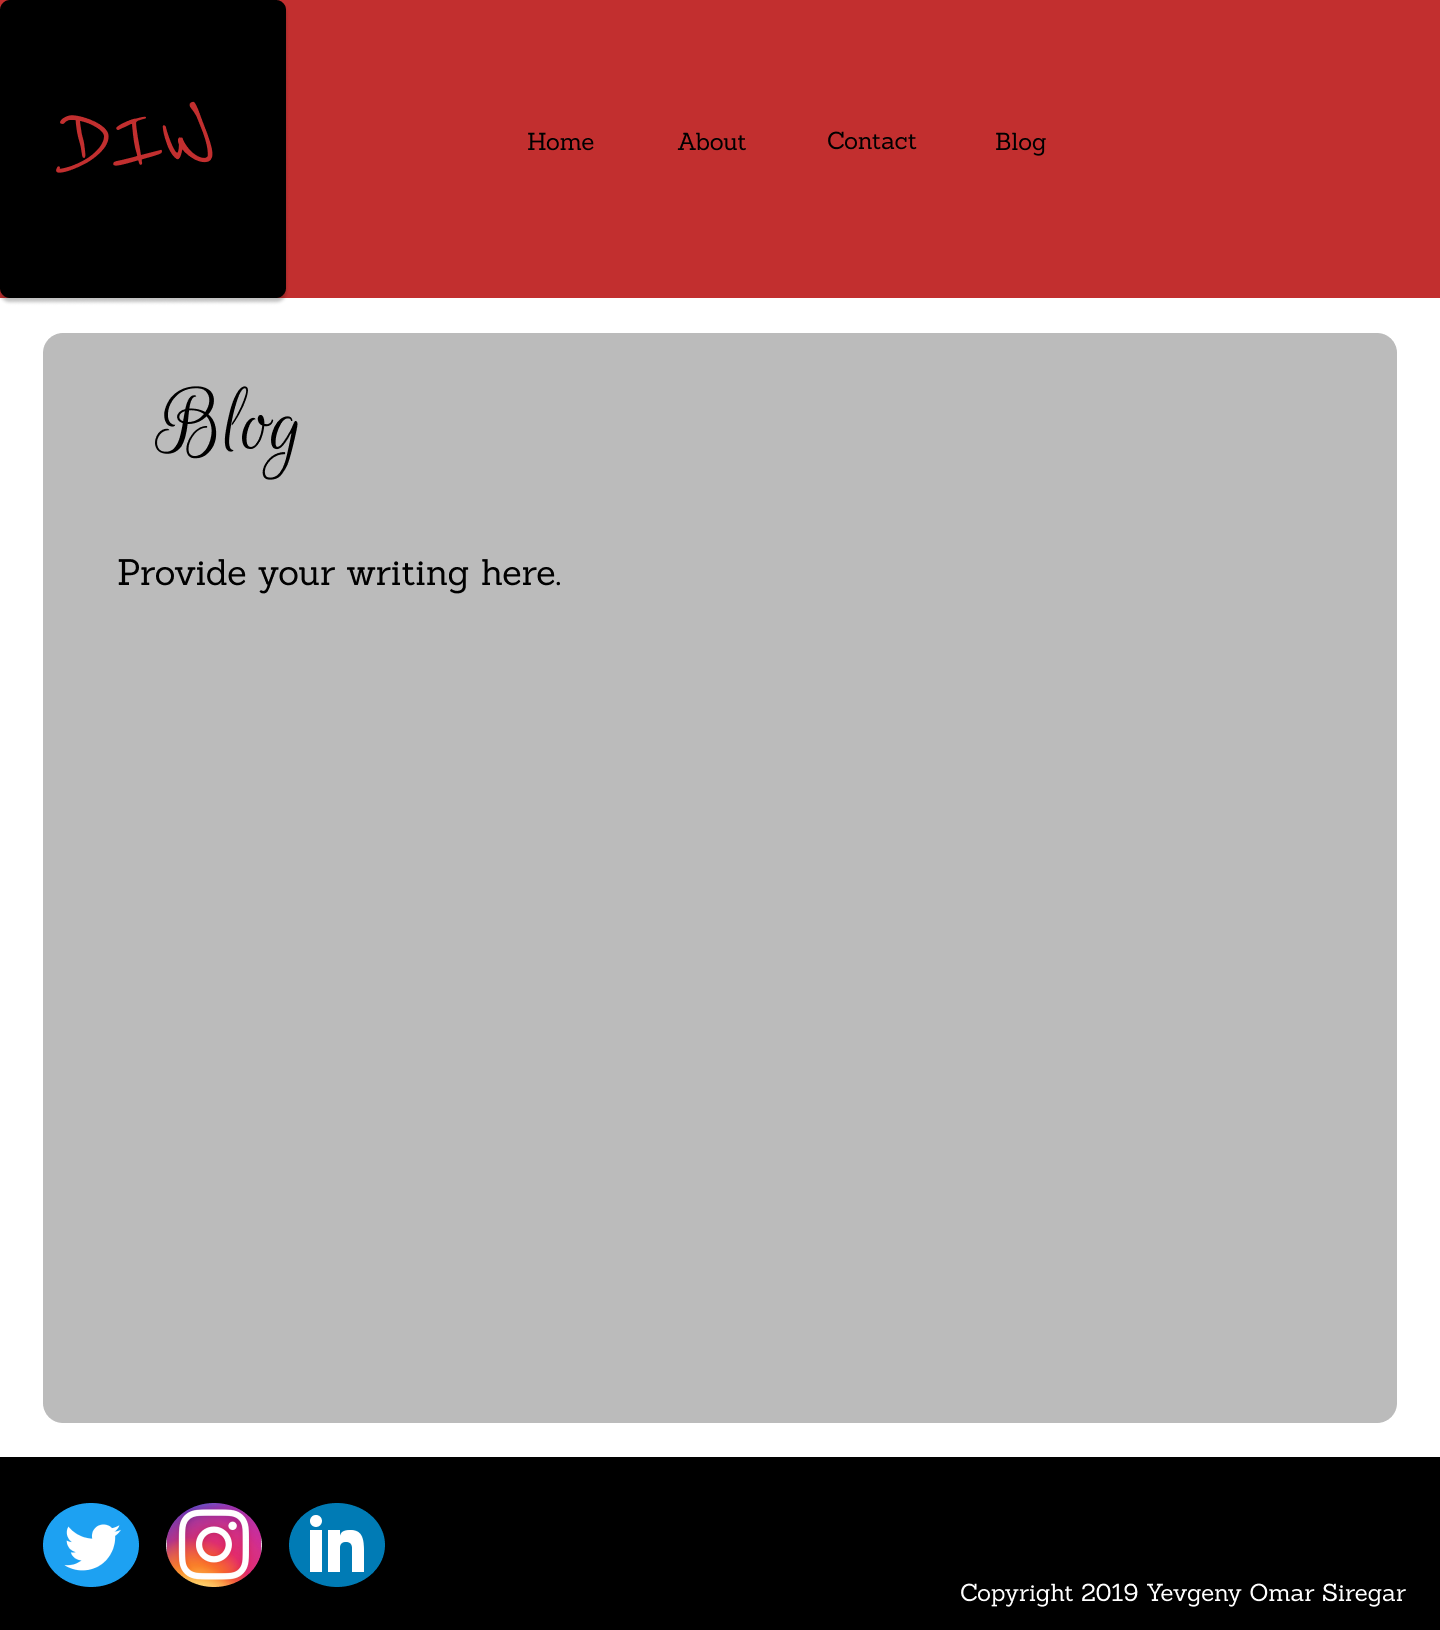 DIW
Home About Contact Blog
Blog
Provide your writing here.
in
Copyright 2019 Yevgeny Omar Siregar